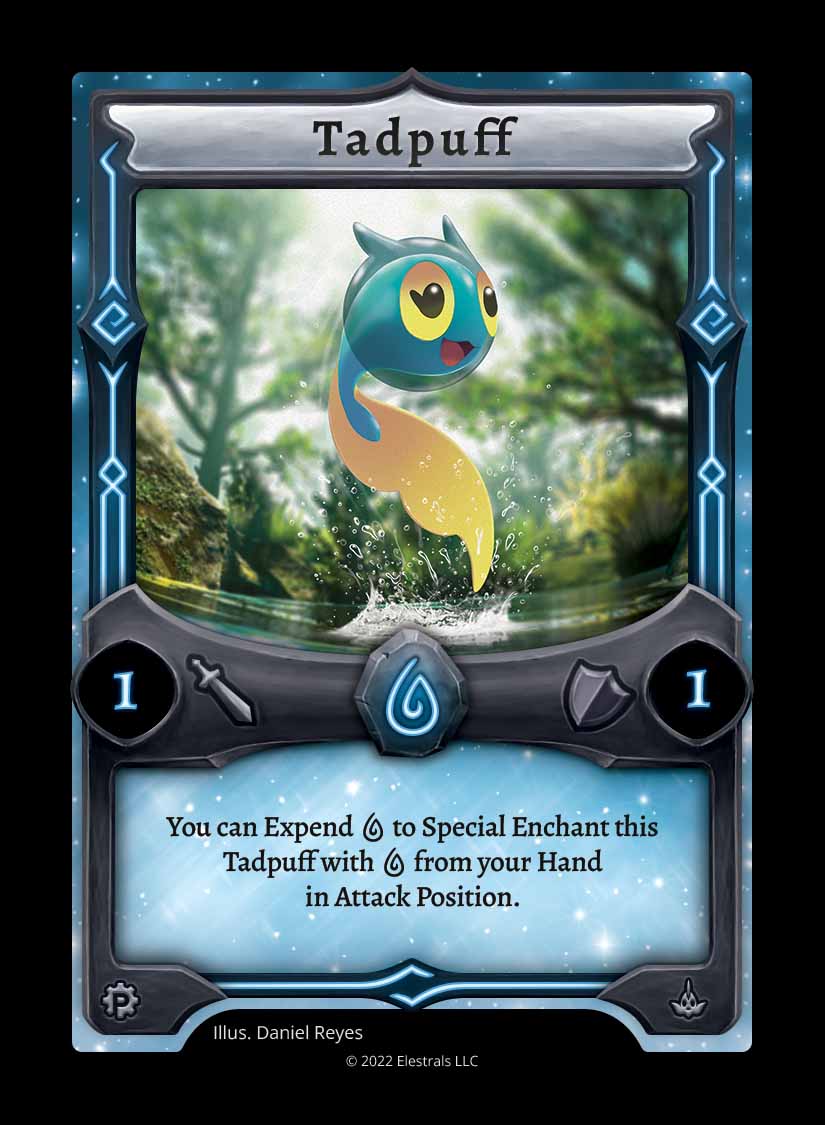 Tadpuff
1
1
You can Expend to Special Enchant this
Tadpuff with from your Hand
in Attack Position.
P
Illus. Daniel Reyes
© 2022 Elestrals LLC